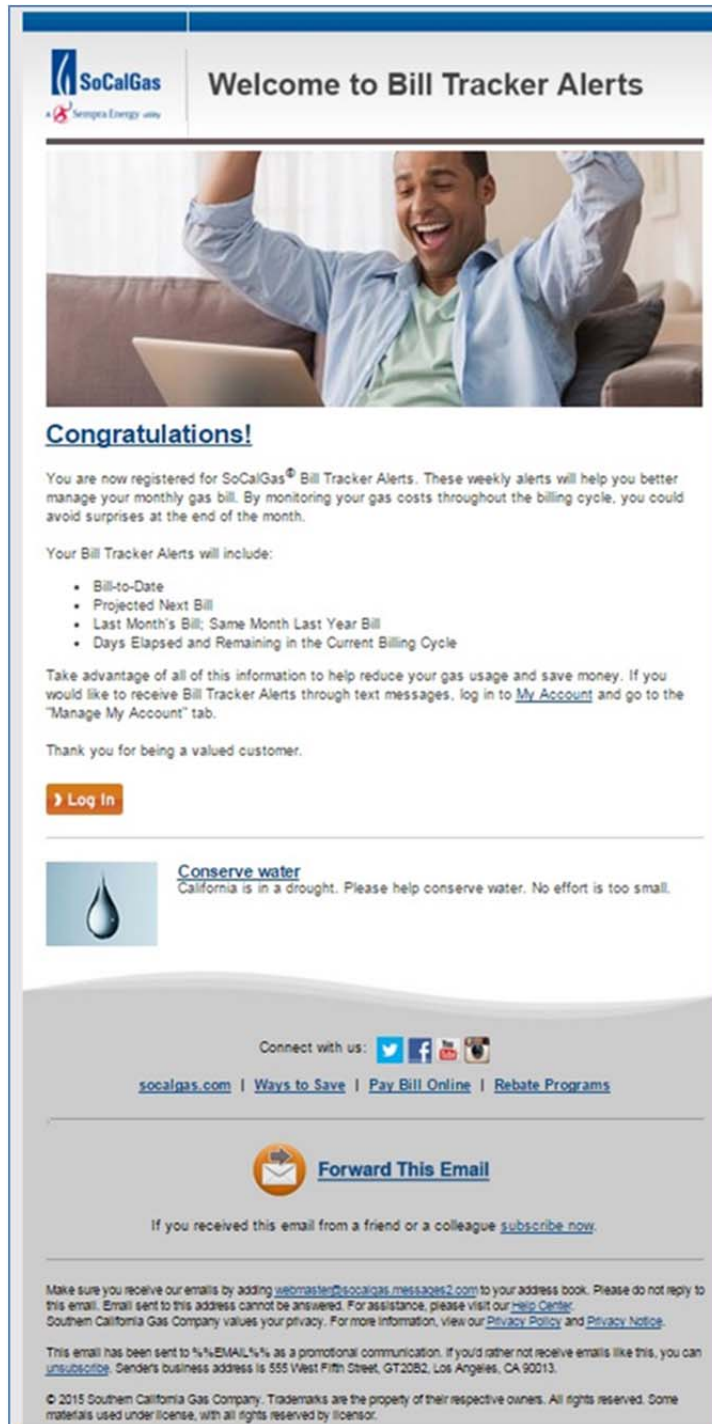 SoCalGas
A Sempra Energy utility
Welcome to Bill Tracker Alerts
Congratulations!
You are now registered for SoCalGas® Bill Tracker Alerts. These weekly alerts will help you better
manage your monthly gas bill. By monitoring your gas costs throughout the billing cycle, you could
avoid surprises at the end of the month.
Your Bill Tracker Alerts will include:
• Bill-to-Date
• Projected Next Bill
• Last Month's Bill; Same Month Last Year Bill
• Days Elapsed and Remaining in the Current Billing Cycle
Take advantage of all of this information to help reduce your gas usage and save money. If you
would like to receive Bill Tracker Alerts through text messages, log in to My Account and go to the
"Manage My Account" tab.
Thank you for being a valued customer.
Log In
Conserve water
California is in a drought. Please help conserve water. No effort is too small.
Connect with us:
You Tube
socalgas.com | Ways to Save | Pay Bill Online | Rebate Programs
Forward This Email
If you received this email from a friend or a colleague subscribe now.
Make sure you receive our emails by adding webmaster@socalgas.messages2.com to your address book. Please do not reply to
this email. Email sent to this address cannot be answered. For assistance, please visit our Help Center.
Southern California Gas Company values your privacy. For more information, view our Privacy Policy and Privacy Notice.
This email has been sent to %%EMAIL%% as a promotional communication. If you'd rather not receive emails like this, you can
unsubscribe. Sender's business address is 555 West Fifth Street, GT20B2, Los Angeles, CA 90013.
© 2015 Southern California Gas Company. Trademarks are the property of their respective owners. All rights reserved. Some
materials used under license, with all rights reserved by licensor.